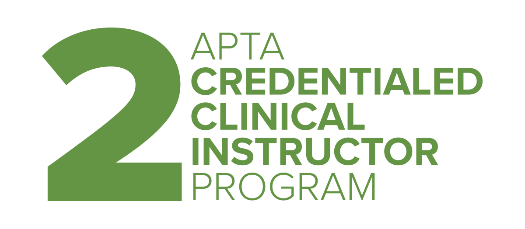 2
APTA
CREDENTIALED
CLINICAL
INSTRUCTOR
PROGRAM